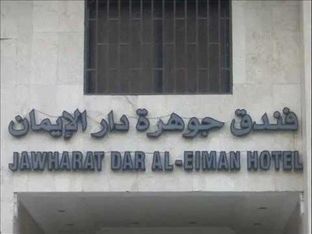 فندق جوهرة دار الإيمان
JAWHARAT DAR AL-EIMAN HOTEL